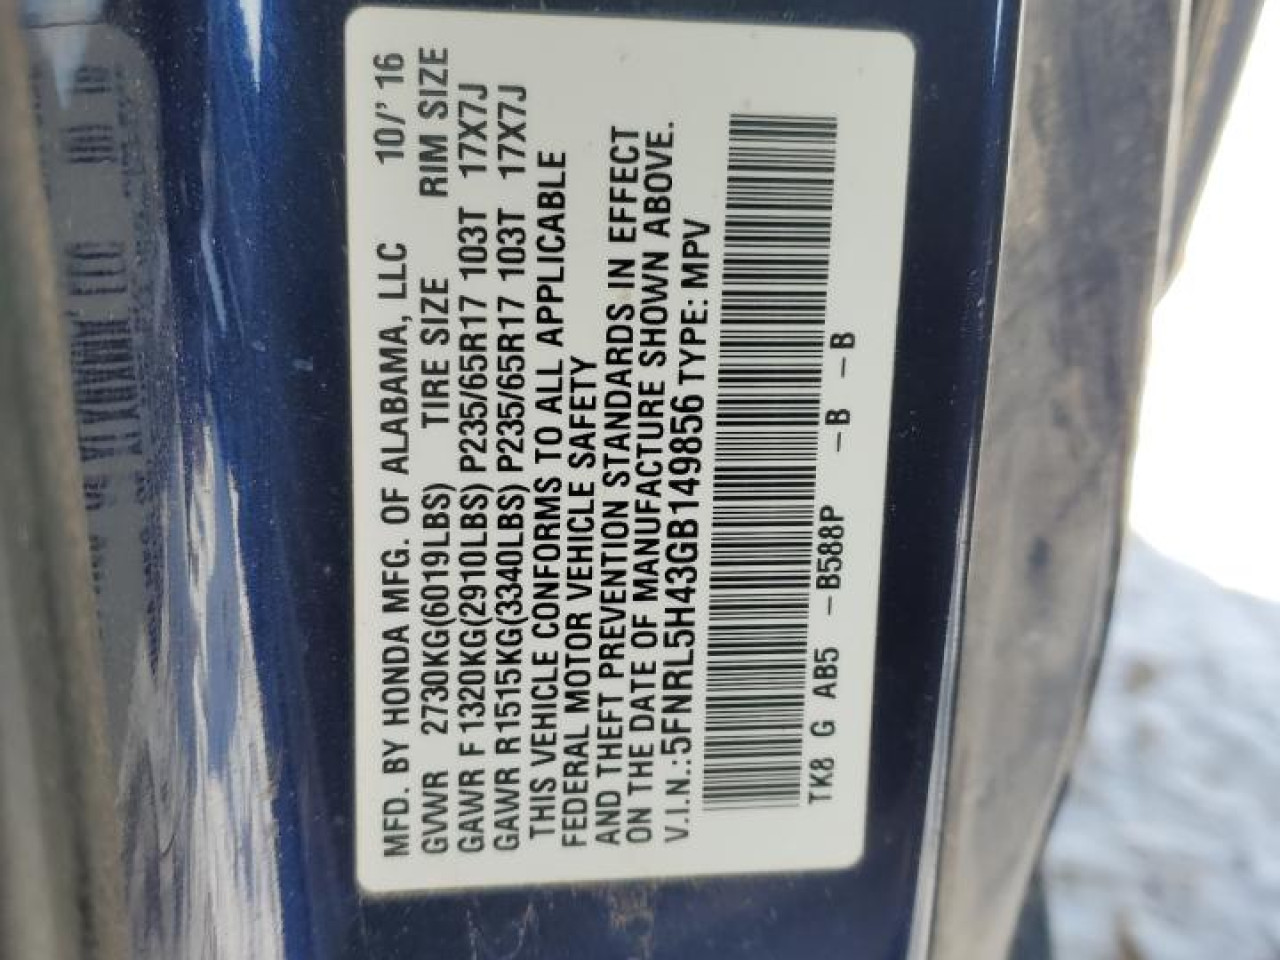 MFD. BY HONDA MFG. OF ALABAMA, LLC 10/'16
GVWR 2730KG(6019LBS) TIRE SIZE RIM SIZE
GAWR F 1320KG(2910LBS) P235/65R17 103T 17X7J
GAWR R 1515KG(3340LBS) P235/65R17 103T 17X7J
THIS VEHICLE CONFORMS TO ALL APPLICABLE
FEDERAL MOTOR VEHICLE SAFETY
AND THEFT PREVENTION STANDARDS IN EFFECT
ON THE DATE OF MANUFACTURE SHOWN ABOVE.
V.I.N.:5FNRL5H43GB149856 TYPE: MPV
TK8 G AB5 -B588P -B -B